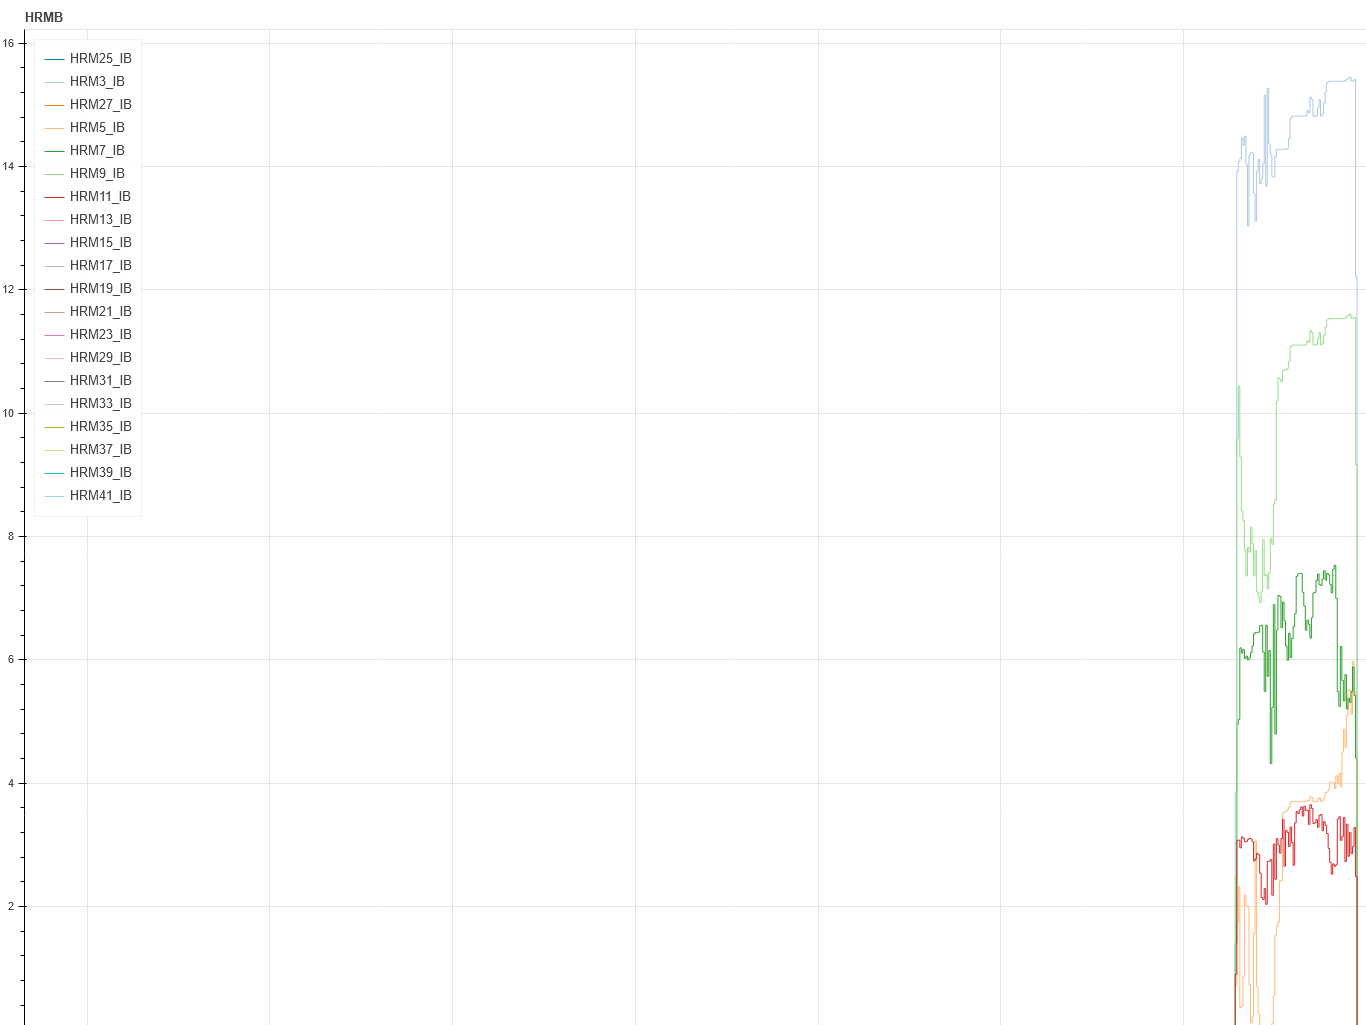 HRMB
16
14
12
10
8
6
4
2
HRM25_IB
HRM3_IB
HRM27_IB
HRM5_IB
HRM7_IB
HRM9_IB
HRM11_IB
HRM13_IB
HRM15_IB
HRM17_IB
HRM19_IB
HRM21_IB
HRM23_IB
HRM29_IB
HRM31_IB
HRM33_IB
HRM35_IB
HRM37_IB
HRM39_IB
HRM41_IB